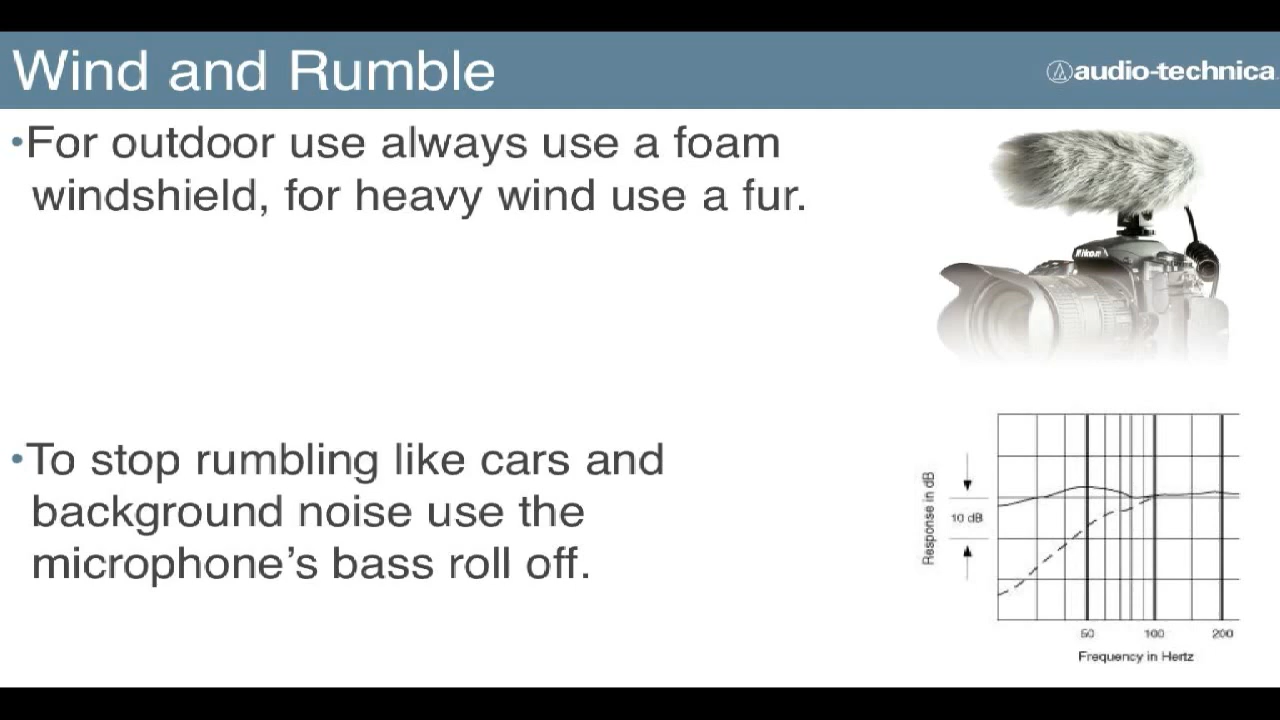 Wind and Rumble
audio-technica
•For outdoor use always use a foam
windshield, for heavy wind use a fur.
Nikon
•To stop rumbling like cars and
background noise use the
microphone’s bass roll off.
Response in dB
10 dB
50 100 200
Frequency in Hertz